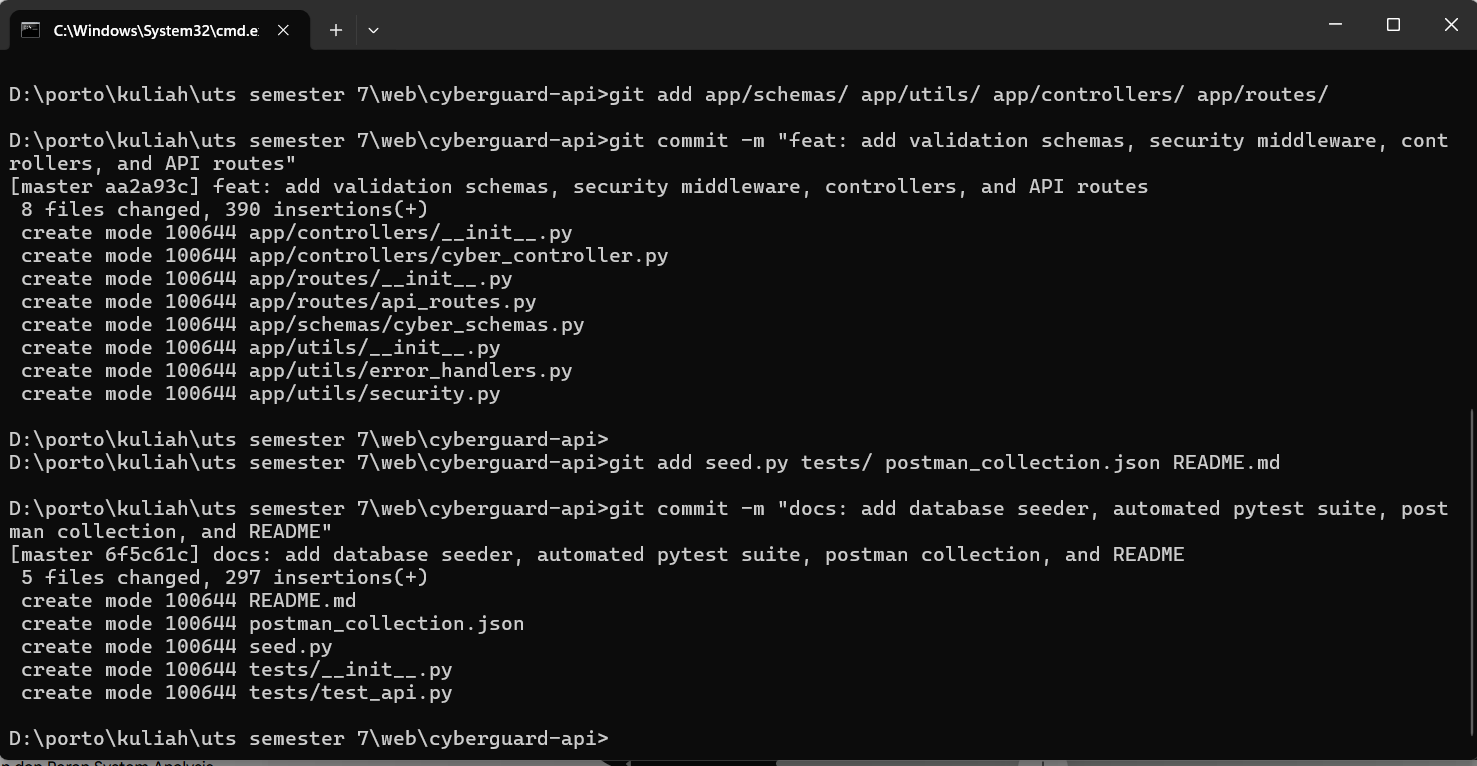 C:\Windows\System32\cmd.e
D:\porto\kuliah\uts semester 7\web\cyberguard-api>git add app/schemas/ app/utils/ app/controllers/ app/routes/
D:\porto\kuliah\uts semester 7\web\cyberguard-api>git commit -m "feat: add validation schemas, security middleware, cont
rollers, and API routes"
[master aa2a93c] feat: add validation schemas, security middleware, controllers, and API routes
 8 files changed, 390 insertions(+)
 create mode 100644 app/controllers/__init__.py
 create mode 100644 app/controllers/cyber_controller.py
 create mode 100644 app/routes/__init__.py
 create mode 100644 app/routes/api_routes.py
 create mode 100644 app/schemas/cyber_schemas.py
 create mode 100644 app/utils/__init__.py
 create mode 100644 app/utils/error_handlers.py
 create mode 100644 app/utils/security.py
D:\porto\kuliah\uts semester 7\web\cyberguard-api>
D:\porto\kuliah\uts semester 7\web\cyberguard-api>git add seed.py tests/ postman_collection.json README.md
D:\porto\kuliah\uts semester 7\web\cyberguard-api>git commit -m "docs: add database seeder, automated pytest suite, post
man collection, and README"
[master 6f5c61c] docs: add database seeder, automated pytest suite, postman collection, and README
 5 files changed, 297 insertions(+)
 create mode 100644 README.md
 create mode 100644 postman_collection.json
 create mode 100644 seed.py
 create mode 100644 tests/__init__.py
 create mode 100644 tests/test_api.py
D:\porto\kuliah\uts semester 7\web\cyberguard-api>